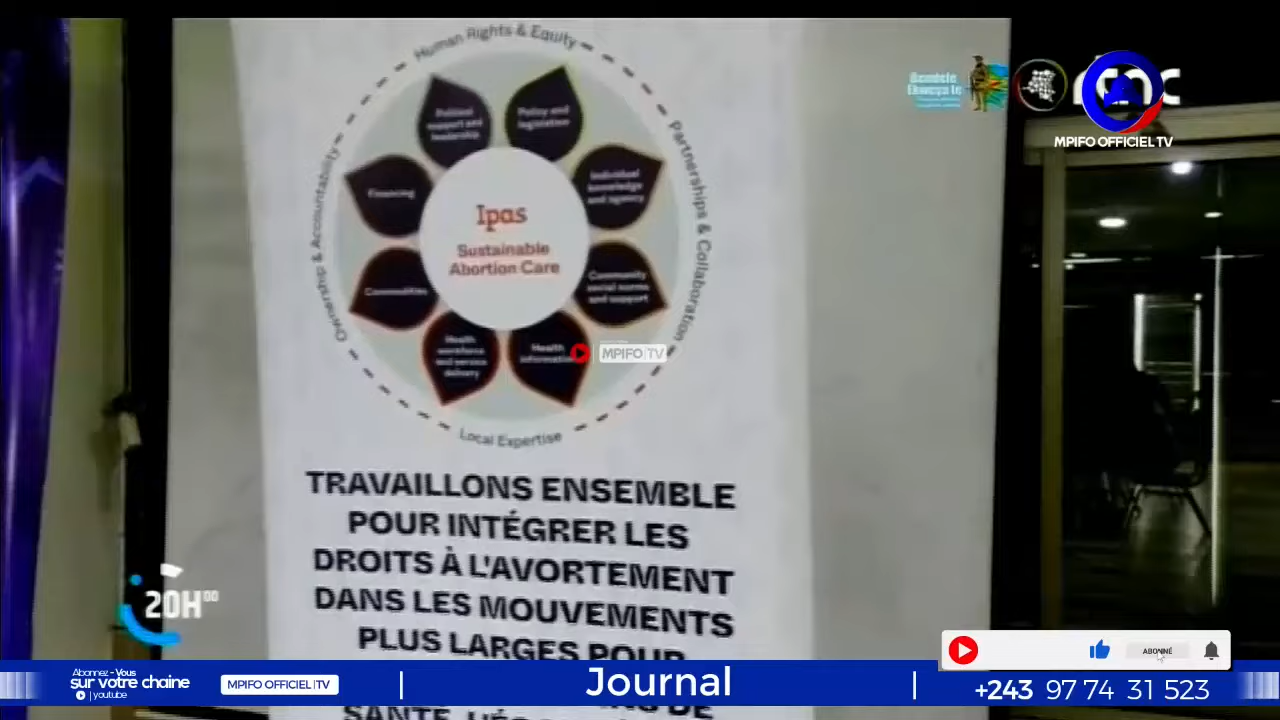 Human Rights & Equity
Partnerships & Collaboration
Local Expertise
Ownership & Accountability
Political
support and
leadership
Policy and
legislation
Individual
knowledge
and agency
Community
social norms
and support
Health
information
Health
workforce
and service
delivery
Commodities
Financing
Ipas
Sustainable
Abortion Care
TRAVAILLONS ENSEMBLE
POUR INTÉGRER LES
DROITS À L'AVORTEMENT
DANS LES MOUVEMENTS
PLUS LARGES POUR
DE
SANTÉ,
MPIFO OFFICIEL TV
MPIFO TV
20H00
ABONNÉ
Abonnez - Vous
sur votre chaine
youtube
MPIFO OFFICIEL TV
Journal
+243 97 74 31 523